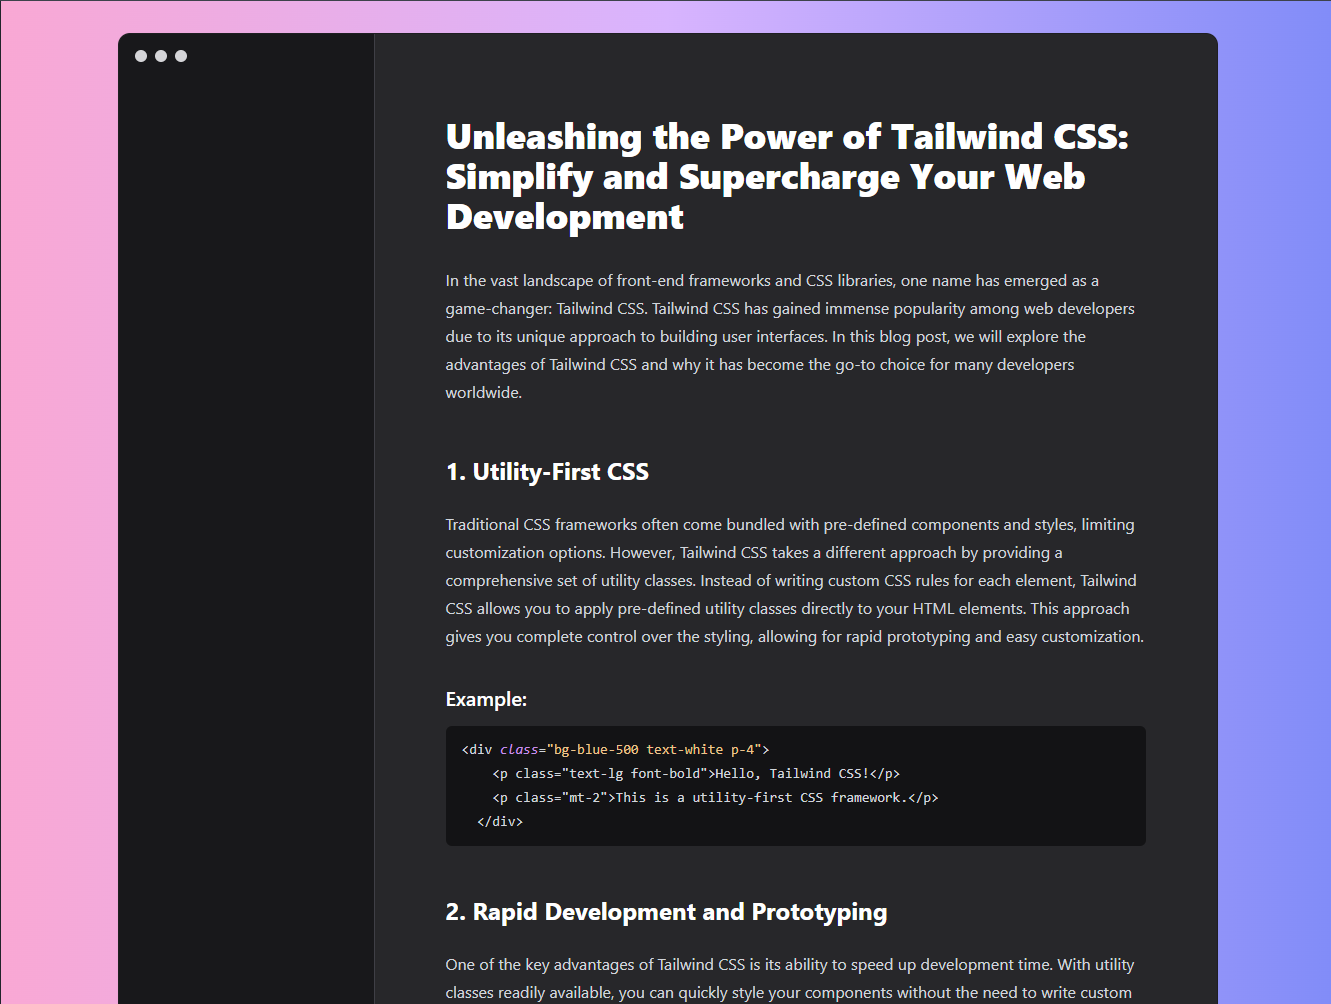 Unleashing the Power of Tailwind CSS:
Simplify and Supercharge Your Web
Development
In the vast landscape of front-end frameworks and CSS libraries, one name has emerged as a
game-changer: Tailwind CSS. Tailwind CSS has gained immense popularity among web developers
due to its unique approach to building user interfaces. In this blog post, we will explore the
advantages of Tailwind CSS and why it has become the go-to choice for many developers
worldwide.
1. Utility-First CSS
Traditional CSS frameworks often come bundled with pre-defined components and styles, limiting
customization options. However, Tailwind CSS takes a different approach by providing a
comprehensive set of utility classes. Instead of writing custom CSS rules for each element, Tailwind
CSS allows you to apply pre-defined utility classes directly to your HTML elements. This approach
gives you complete control over the styling, allowing for rapid prototyping and easy customization.
Example:
<div class="bg-blue-500 text-white p-4">
    <p class="text-lg font-bold">Hello, Tailwind CSS!</p>
    <p class="mt-2">This is a utility-first CSS framework.</p>
  </div>
2. Rapid Development and Prototyping
One of the key advantages of Tailwind CSS is its ability to speed up development time. With utility
classes readily available, you can quickly style your components without the need to write custom